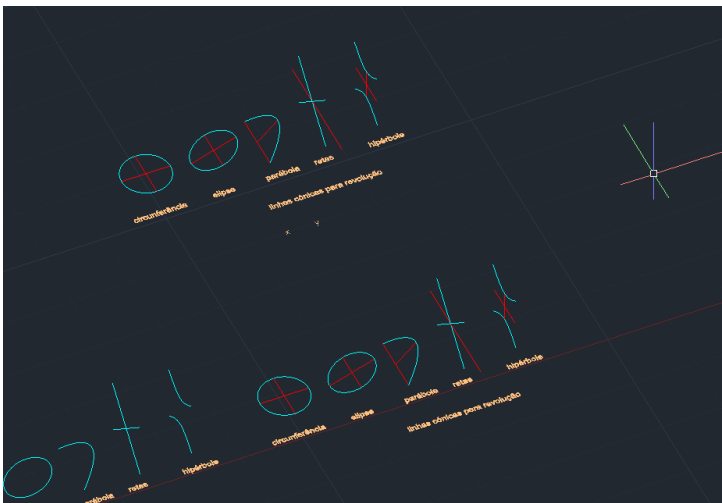 hipérbole
retas
parábola
elipse
circunferência
linhas cônicas para revolução
X Y
hipérbole
retas
parábola
elipse
circunferência
linhas cônicas para revolução
hipérbole
retas